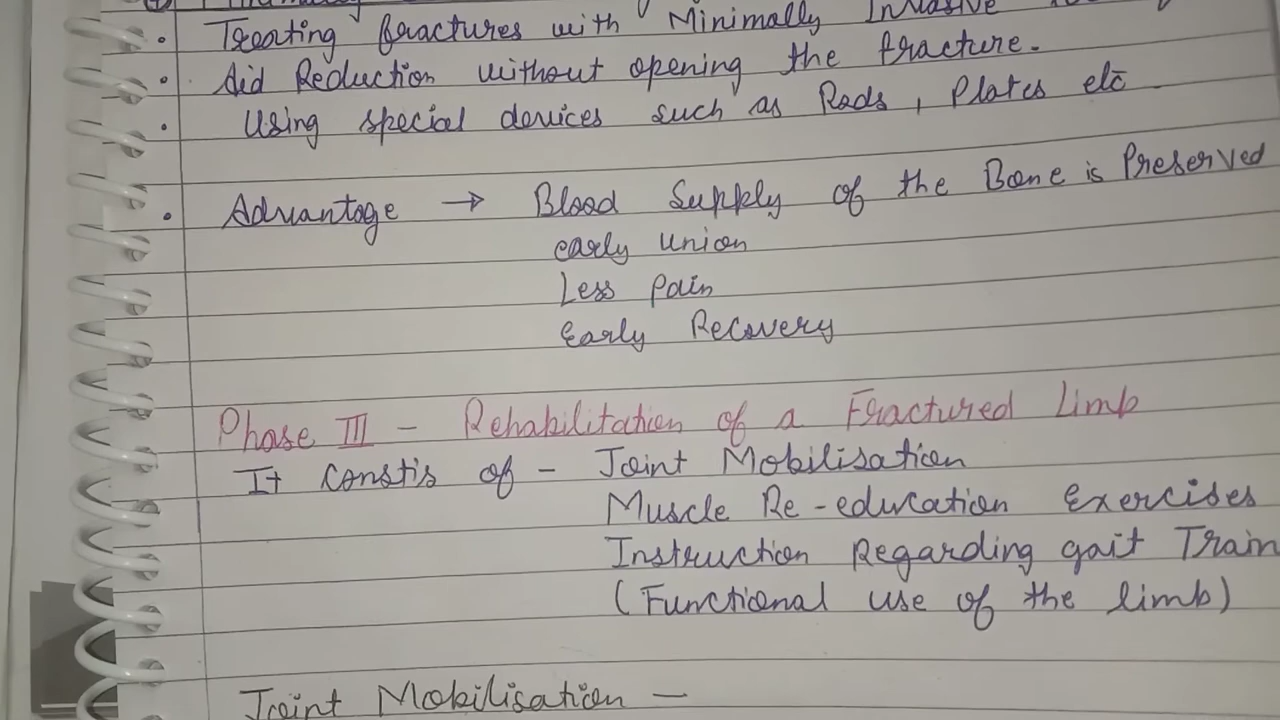 • Treating fractures with Minimally Invasive
• Aid Reduction without opening the fracture.
• Using special devices such as Rods, Plates etc
• Advantage → Blood Supply of the Bone is Preserved
early union
Less Pain
Early Recovery
Phase III - Rehabilitation of a Fractured Limb
It constis of - Joint Mobilisation
Muscle Re-education Exercises
Instruction Regarding gait Train
(Functional use of the limb)
Joint Mobilisation -